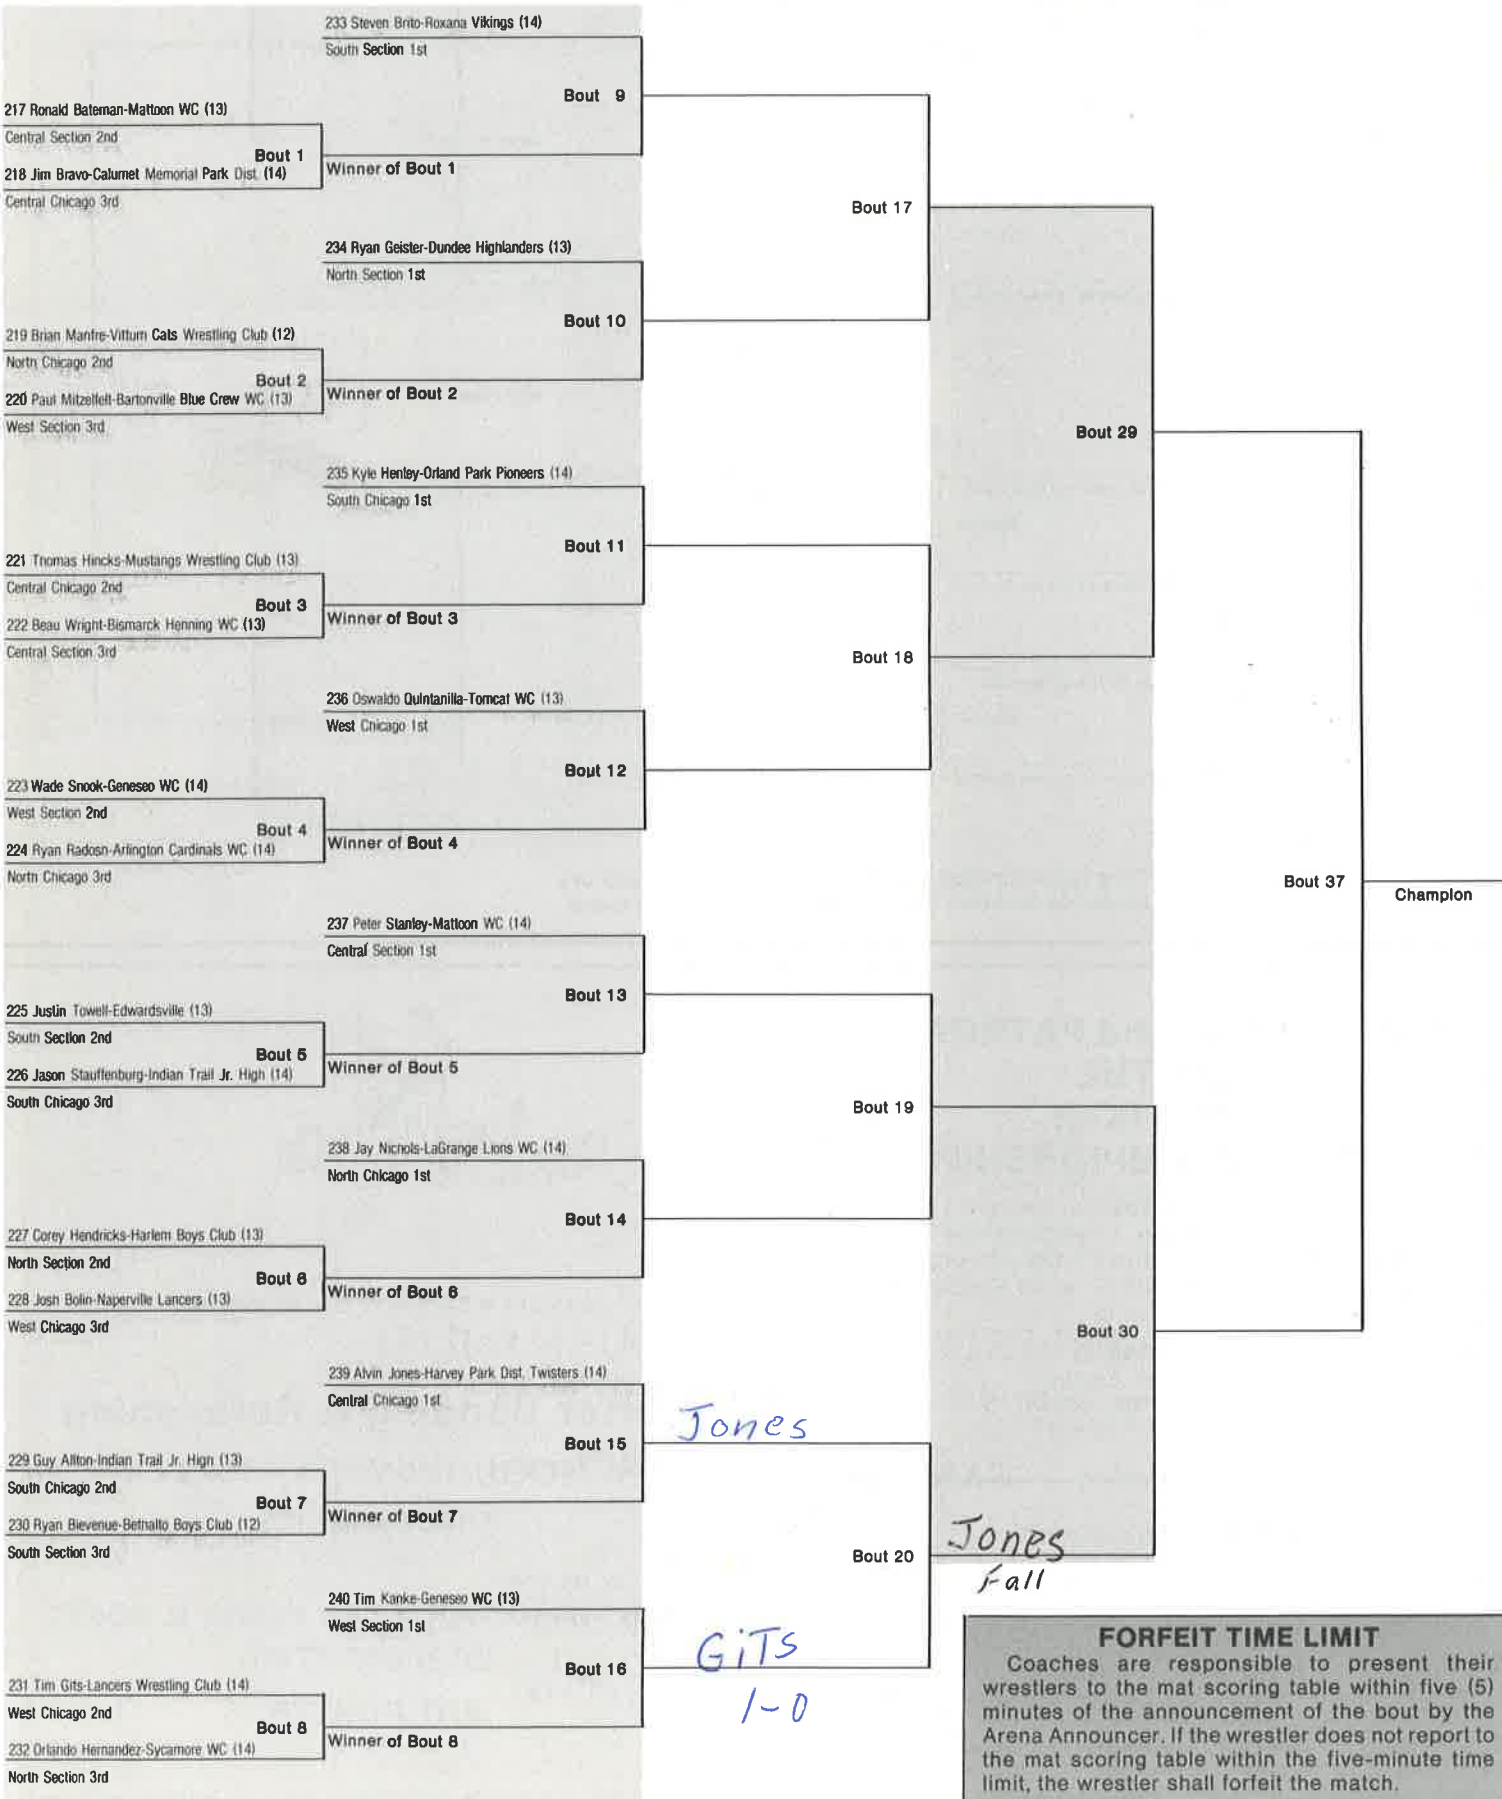 233 Steven Brito-Roxana Vikings (14)
South Section 1st
Bout 9
217 Ronald Bateman-Mattoon WC (13)
Central Section 2nd
Bout 1
218 Jim Bravo-Calumet Memorial Park Dist. (14)
Winner of Bout 1
Central Chicago 3rd
Bout 17
234 Ryan Geister-Dundee Highlanders (13)
North Section 1st
Bout 10
219 Brian Manfre-Vittum Cats Wrestling Club (12)
North Chicago 2nd
Bout 2
220 Paul Mitzelfelt-Bartonville Blue Crew WC (13)
Winner of Bout 2
West Section 3rd
Bout 29
235 Kyle Henley-Orland Park Pioneers (14)
South Chicago 1st
Bout 11
221 Thomas Hincks-Mustangs Wrestling Club (13)
Central Chicago 2nd
Bout 3
222 Beau Wright-Bismarck Henning WC (13)
Winner of Bout 3
Central Section 3rd
Bout 18
236 Oswaldo Quintanilla-Tomcat WC (13)
West Chicago 1st
Bout 12
223 Wade Snook-Geneseo WC (14)
West Section 2nd
Bout 4
224 Ryan Radosn-Arlington Cardinals WC (14)
Winner of Bout 4
North Chicago 3rd
Bout 37
Champion
237 Peter Stanley-Mattoon WC (14)
Central Section 1st
Bout 13
225 Justin Towell-Edwardsville (13)
South Section 2nd
Bout 5
226 Jason Stauffenburg-Indian Trail Jr. High (14)
Winner of Bout 5
South Chicago 3rd
Bout 19
238 Jay Nichols-LaGrange Lions WC (14)
North Chicago 1st
Bout 14
227 Corey Hendricks-Harlem Boys Club (13)
North Section 2nd
Bout 6
228 Josh Bolin-Naperville Lancers (13)
Winner of Bout 6
West Chicago 3rd
Bout 30
239 Alvin Jones-Harvey Park Dist. Twisters (14)
Central Chicago 1st
Jones
Bout 15
229 Guy Allton-Indian Trail Jr. High (13)
South Chicago 2nd
Bout 7
230 Ryan Bievenue-Bethalto Boys Club (12)
Winner of Bout 7
South Section 3rd
Bout 20
Jones
Fall
240 Tim Kanke-Geneseo WC (13)
West Section 1st
GiTS
Bout 16
1-0
231 Tim Gits-Lancers Wrestling Club (14)
West Chicago 2nd
Bout 8
232 Orlando Hernandez-Sycamore WC (14)
Winner of Bout 8
North Section 3rd
FORFEIT TIME LIMIT
Coaches are responsible to present their
wrestlers to the mat scoring table within five (5)
minutes of the announcement of the bout by the
Arena Announcer. If the wrestler does not report to
the mat scoring table within the five-minute time
limit, the wrestler shall forfeit the match.